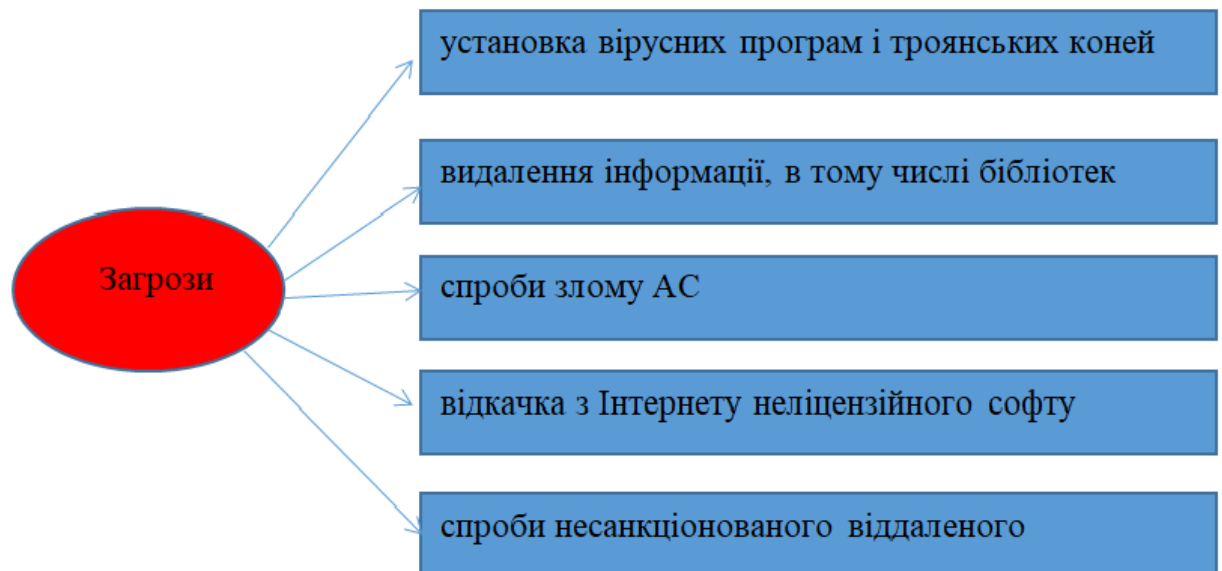 установка вірусних програм і троянських коней
видалення інформації, в тому числі бібліотек
Загрози
спроби злому АС
відкачка з Інтернету неліцензійного софту
спроби несанкціонованого віддаленого